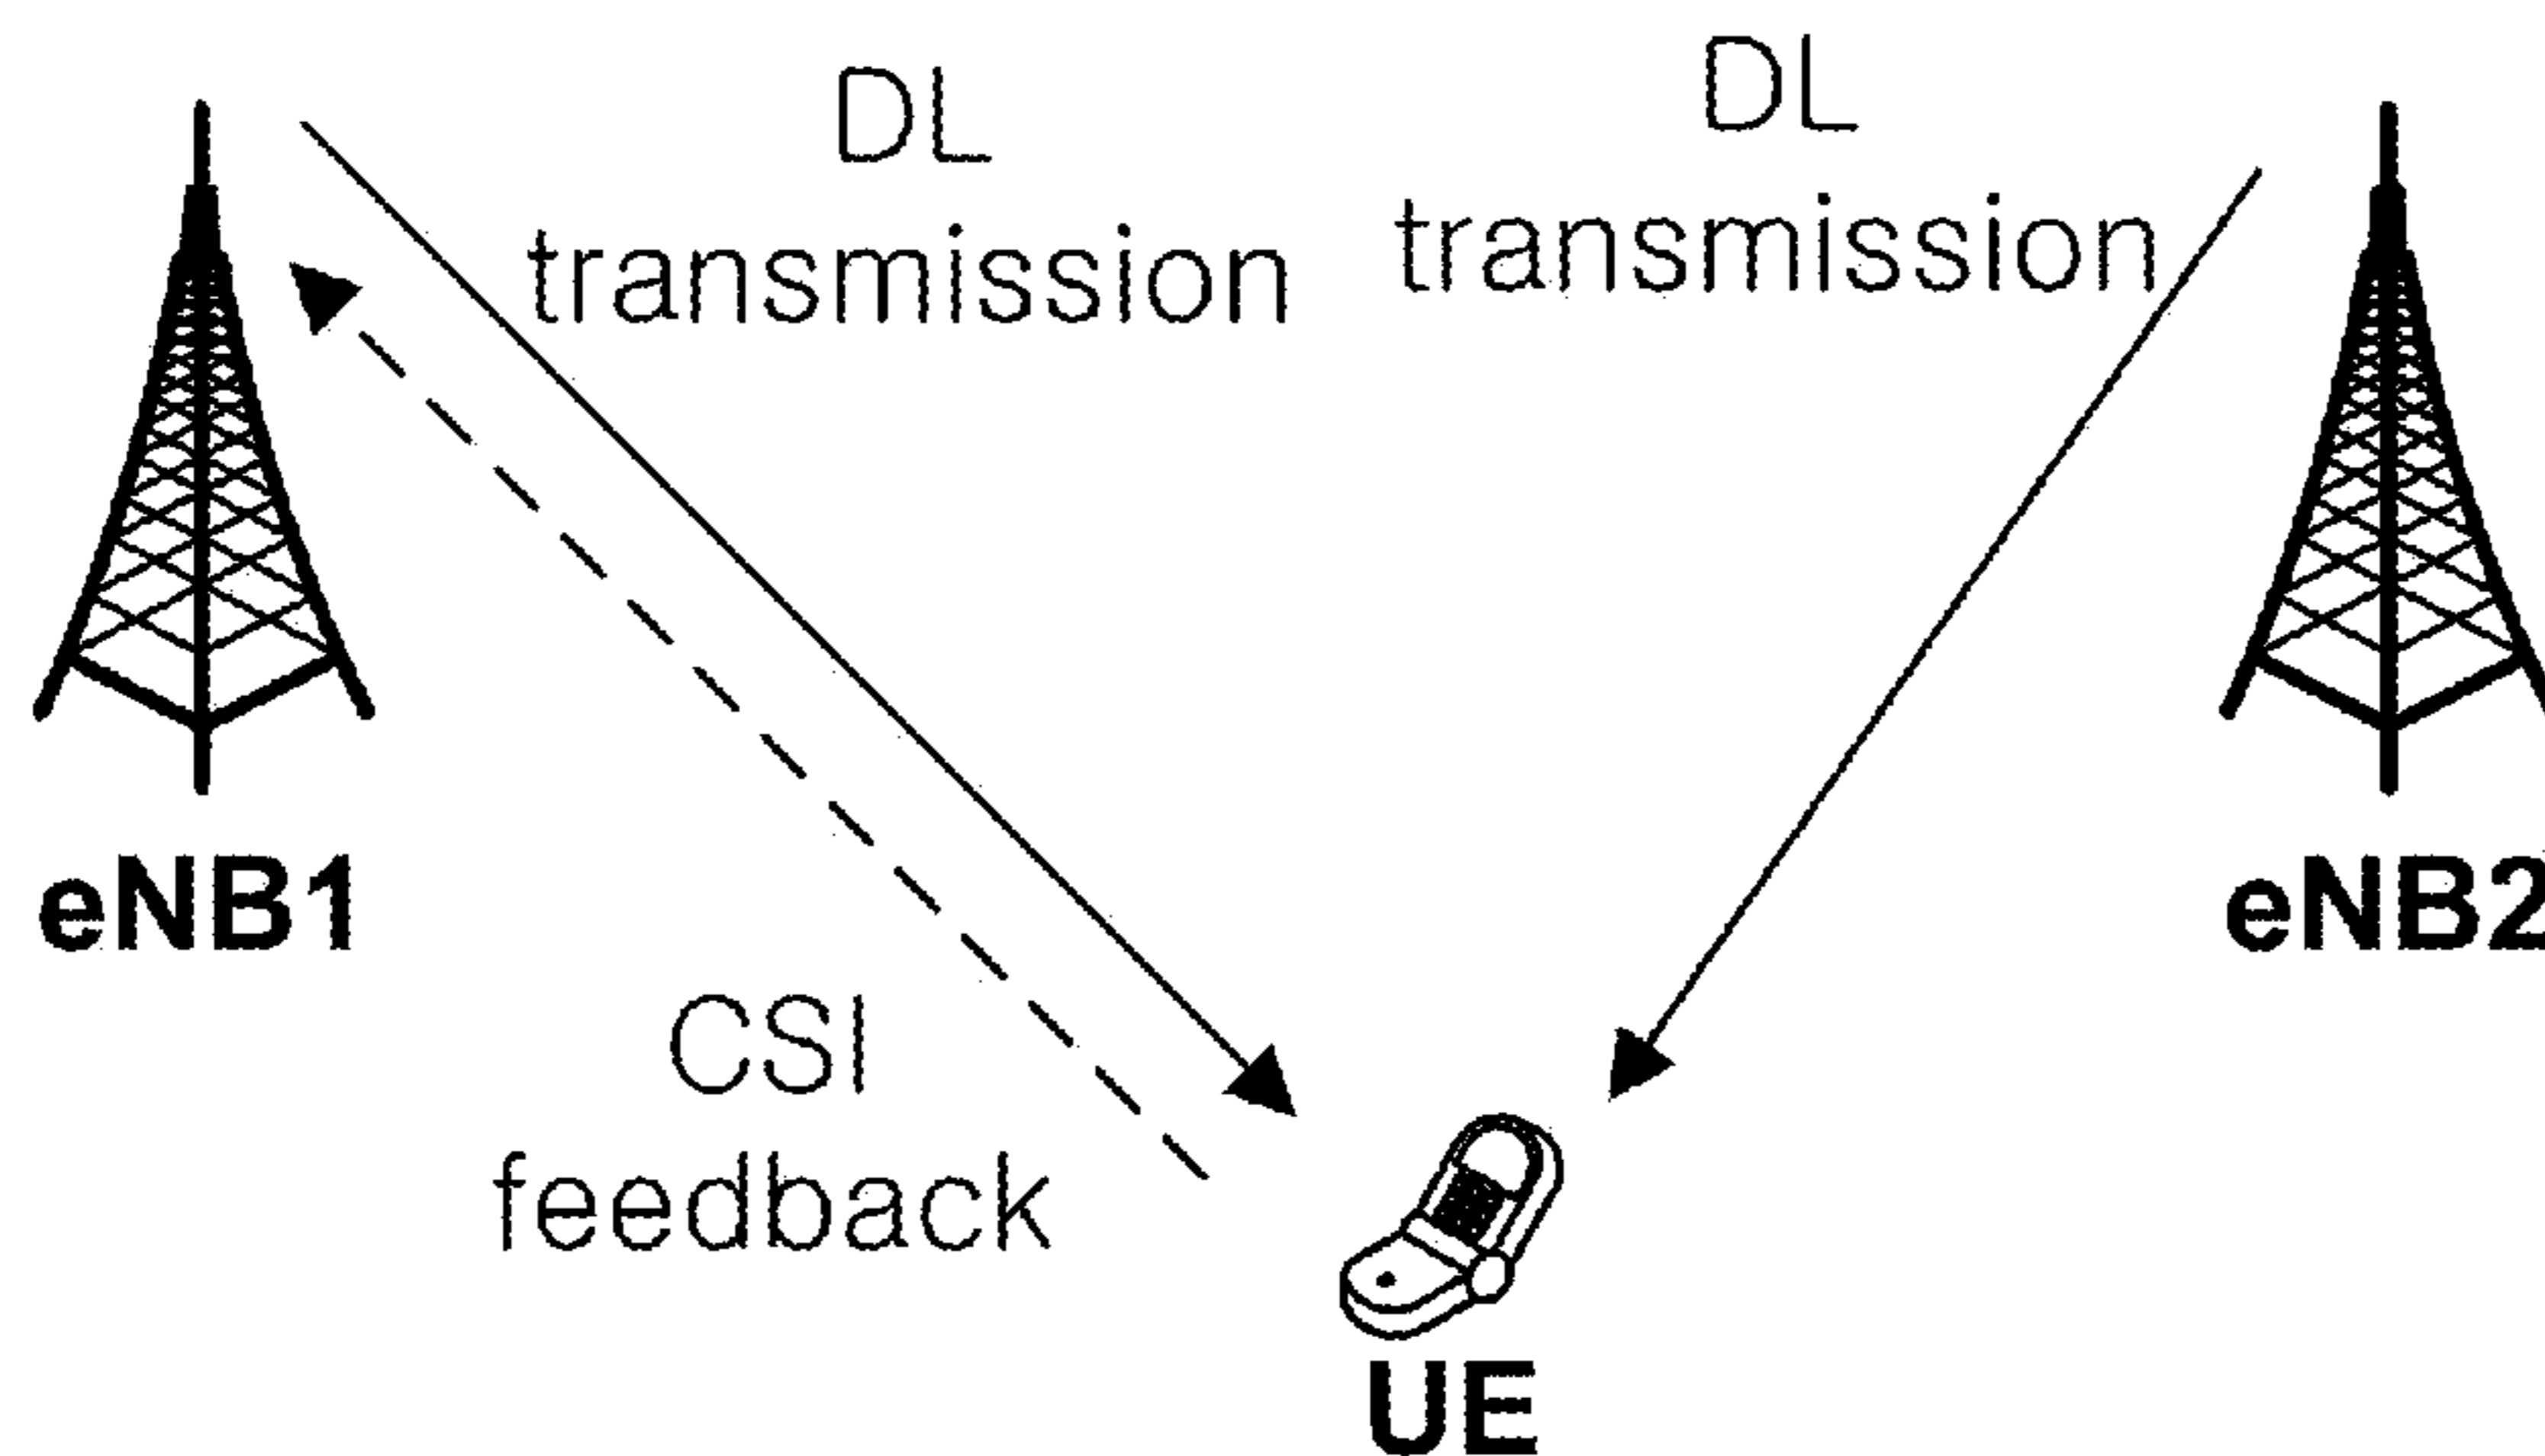 DL
transmission
DL
transmission
eNB1
eNB2
CSI
feedback
UE